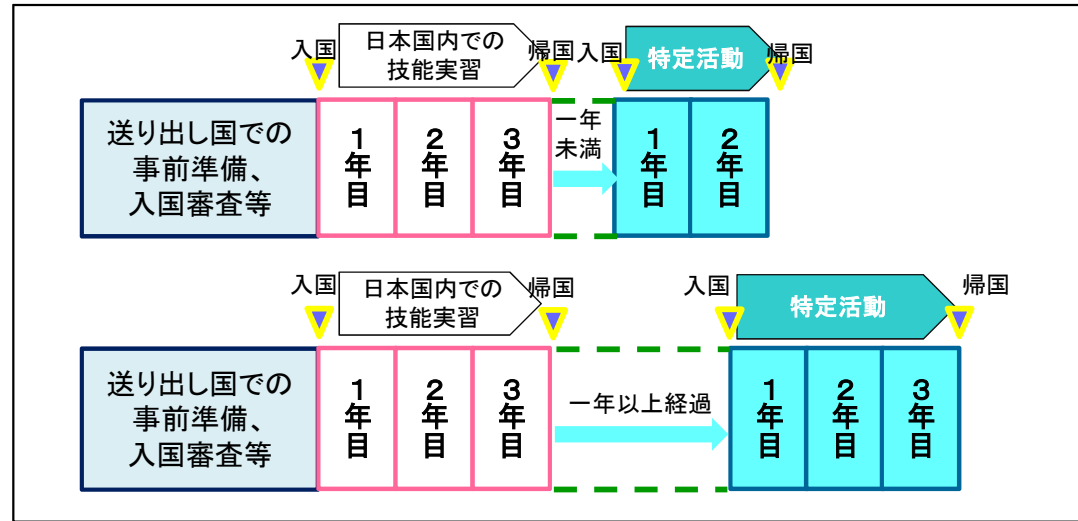 入国
日本国内での
技能実習
帰国
入国
特定活動
帰国
送り出し国での
事前準備、
入国審査等
1年目
2年目
3年目
一年
未満
1年目
2年目
入国
日本国内での
技能実習
帰国
入国
特定活動
帰国
送り出し国での
事前準備、
入国審査等
1年目
2年目
3年目
一年以上経過
1年目
2年目
3年目